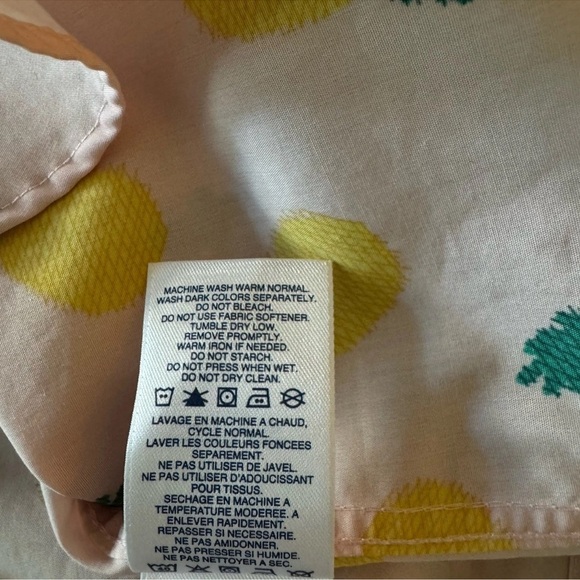 MACHINE WASH WARM NORMAL.
WASH DARK COLORS SEPARATELY.
DO NOT BLEACH.
DO NOT USE FABRIC SOFTENER.
TUMBLE DRY LOW.
REMOVE PROMPTLY.
WARM IRON IF NEEDED.
DO NOT STARCH.
DO NOT PRESS WHEN WET.
DO NOT DRY CLEAN.
LAVAGE EN MACHINE A CHAUD,
CYCLE NORMAL.
LAVER LES COULEURS FONCEES
SEPAREMENT.
NE PAS UTILISER DE JAVEL.
NE PAS UTILISER D'ADOUCISSANT
POUR TISSUS.
SECHAGE EN MACHINE A
TEMPERATURE MODEREE. A
ENLEVER RAPIDEMENT.
REPASSER SI NECESSAIRE.
NE PAS AMIDONNER.
NE PAS PRESSER SI HUMIDE.
NE PAS NETTOYER A SEC.